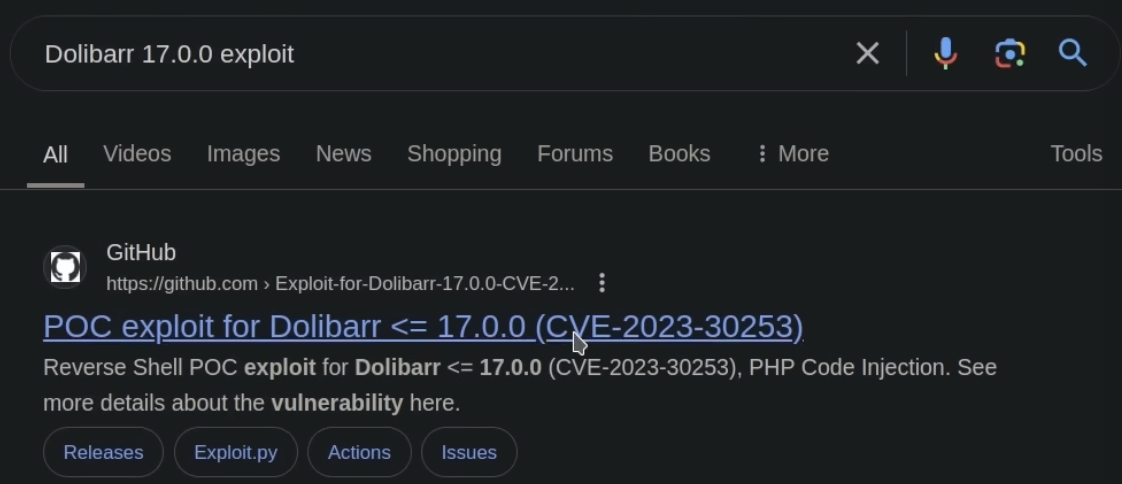 Dolibarr 17.0.0 exploit
All Videos Images News Shopping Forums Books More Tools
GitHub
https://github.com › Exploit-for-Dolibarr-17.0.0-CVE-2...
POC exploit for Dolibarr <= 17.0.0 (CVE-2023-30253)
Reverse Shell POC exploit for Dolibarr <= 17.0.0 (CVE-2023-30253), PHP Code Injection. See
more details about the vulnerability here.
Releases Exploit.py Actions Issues